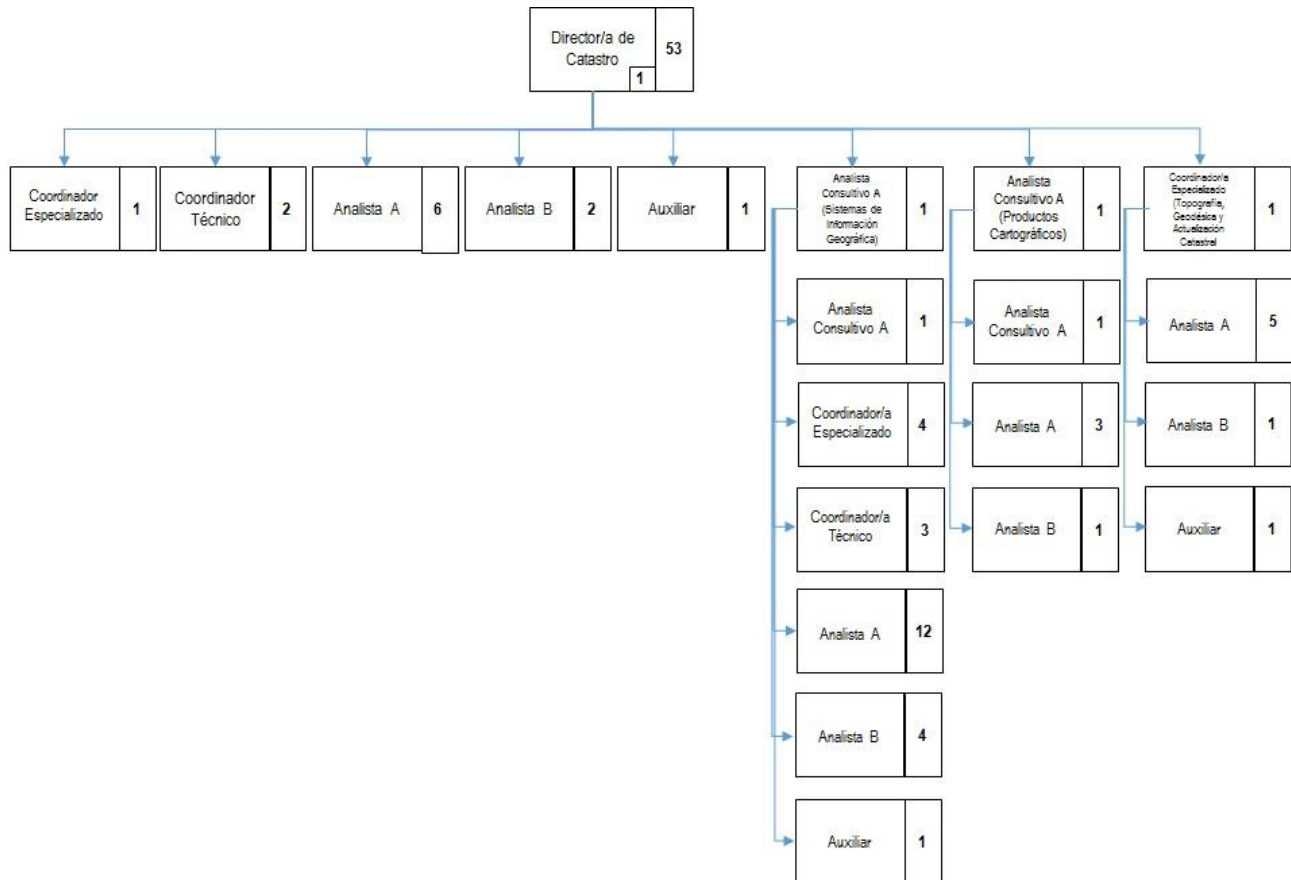 Director/a de
Catastro
53
1
Coordinador
Especializado
1
Coordinador
Técnico
2
Analista A
6
Analista B
2
Auxiliar
1
Analista
Consultivo A
(Sistemas de
Información
Geográfica)
1
Analista
Consultivo A
(Productos
Cartográficos)
1
Coordinador/a
Especializado
(Topografía,
Geodésica y
Actualización
Catastral
1
Analista
Consultivo A
1
Analista
Consultivo A
1
Analista A
5
Coordinador/a
Especializado
4
Analista A
3
Analista B
1
Coordinador/a
Técnico
3
Analista B
1
Auxiliar
1
Analista A
12
Analista B
4
Auxiliar
1